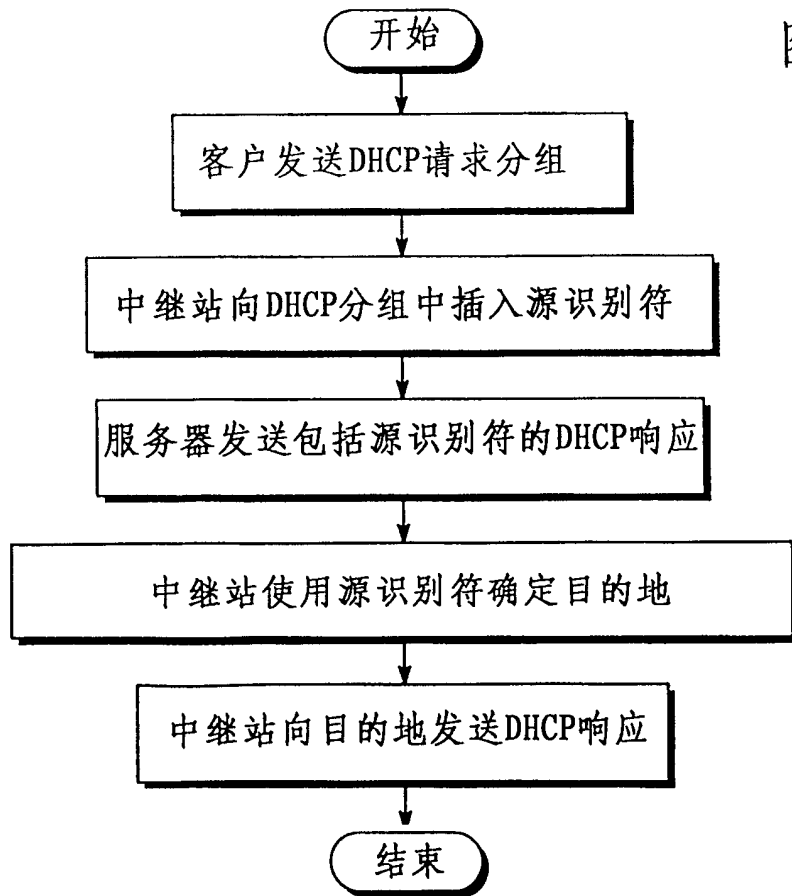 开始
客户发送DHCP请求分组
中继站向DHCP分组中插入源识别符
服务器发送包括源识别符的DHCP响应
中继站使用源识别符确定目的地
中继站向目的地发送DHCP响应
结束